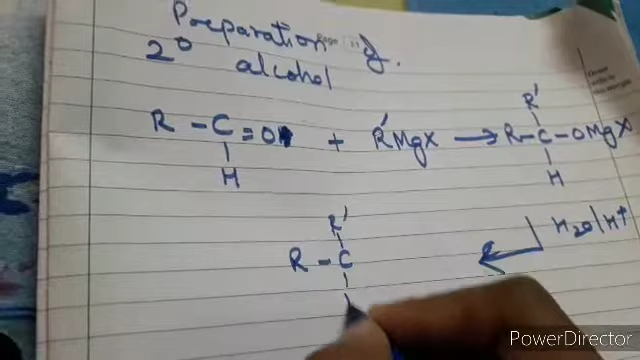 Preparation of
2° alcohol
R - C = O + R'MgX → R - C - OMgX
R'
H
H
H2O/H+
R'
R - C
PowerDirector